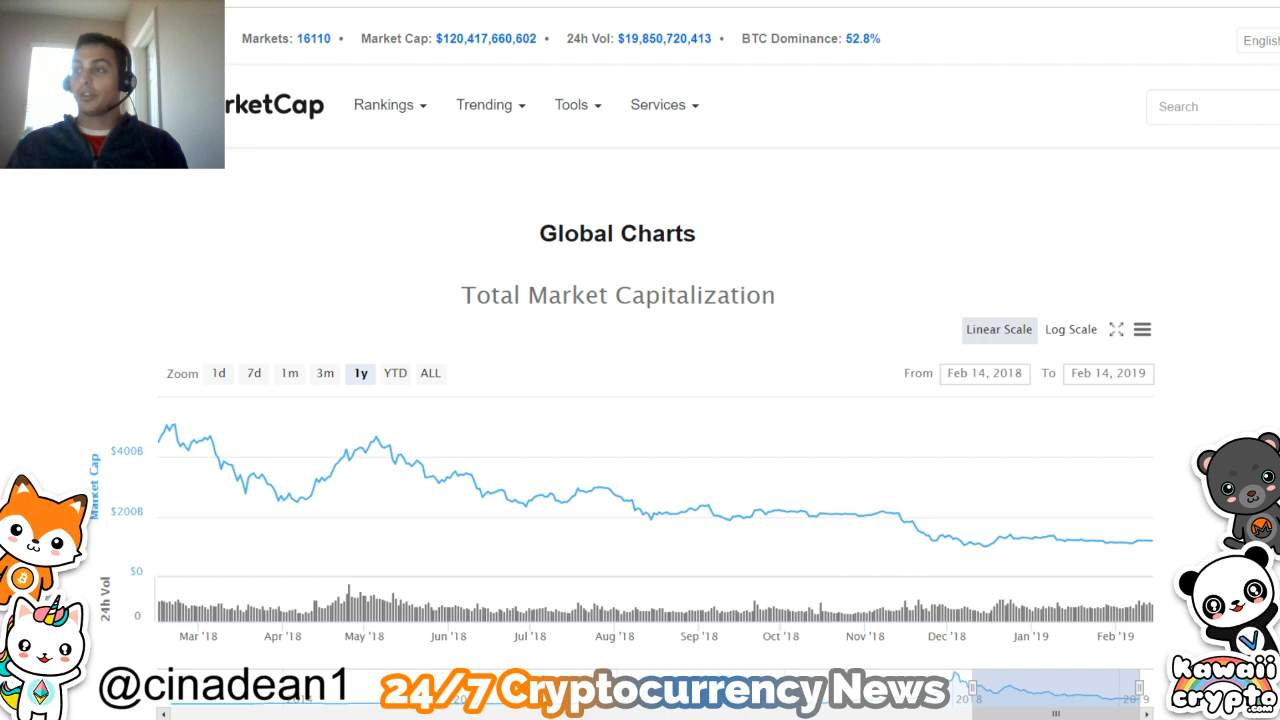 Markets: 16110 • Market Cap: $120,417,660,602 • 24h Vol: $19,850,720,413 • BTC Dominance: 52.8%
English
rketCap Rankings Trending Tools Services
Search
Global Charts
Total Market Capitalization
Linear Scale Log Scale
Zoom 1d 7d 1m 3m 1y YTD ALL
From Feb 14, 2018 To Feb 14, 2019
Market Cap
$400B
$200B
$0
24h Vol
0
Mar '18 Apr '18 May '18 Jun '18 Jul '18 Aug '18 Sep '18 Oct '18 Nov '18 Dec '18 Jan '19 Feb '19
2014 2018
@cinadean1
24/7 Cryptocurrency News
kawaii
crypto
.com